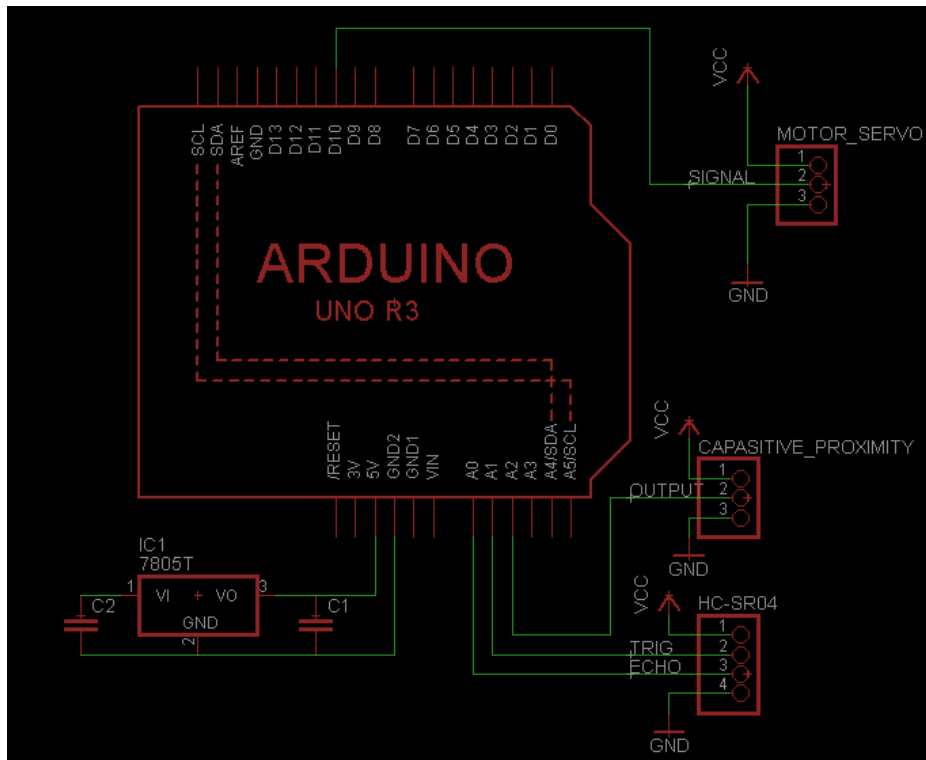 VCC
MOTOR_SERVO
1
SIGNAL 2
3
GND
SCL
SDA
AREF
GND
D13
D12
D11
D10
D9
D8
D7
D6
D5
D4
D3
D2
D1
D0
ARDUINO
UNO R3
/RESET
3V
5V
GND2
GND1
VIN
A0
A1
A2
A3
A4/SDA
A5/SCL
VCC
CAPASITIVE_PROXIMITY
1
OUTPUT 2
3
GND
IC1
7805T
1 VI VO 3
GND
2
C2
C1
VCC
HC-SR04
1
TRIG 2
ECHO 3
4
GND